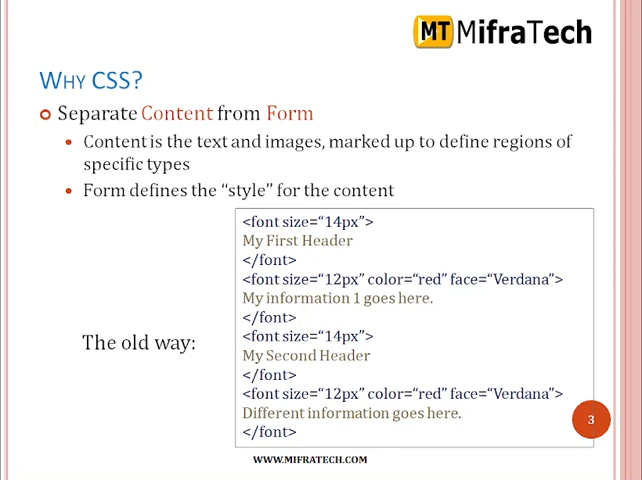 MT MifraTech
WHY CSS?
Separate Content from Form
Content is the text and images, marked up to define regions of
specific types
Form defines the “style” for the content
The old way:
<font size=“14px”>
My First Header
</font>
<font size=“12px” color=“red” face=“Verdana”>
My information 1 goes here.
</font>
<font size=“14px”>
My Second Header
</font>
<font size=“12px” color=“red” face=“Verdana”>
Different information goes here.
</font>
3
WWW.MIFRATECH.COM